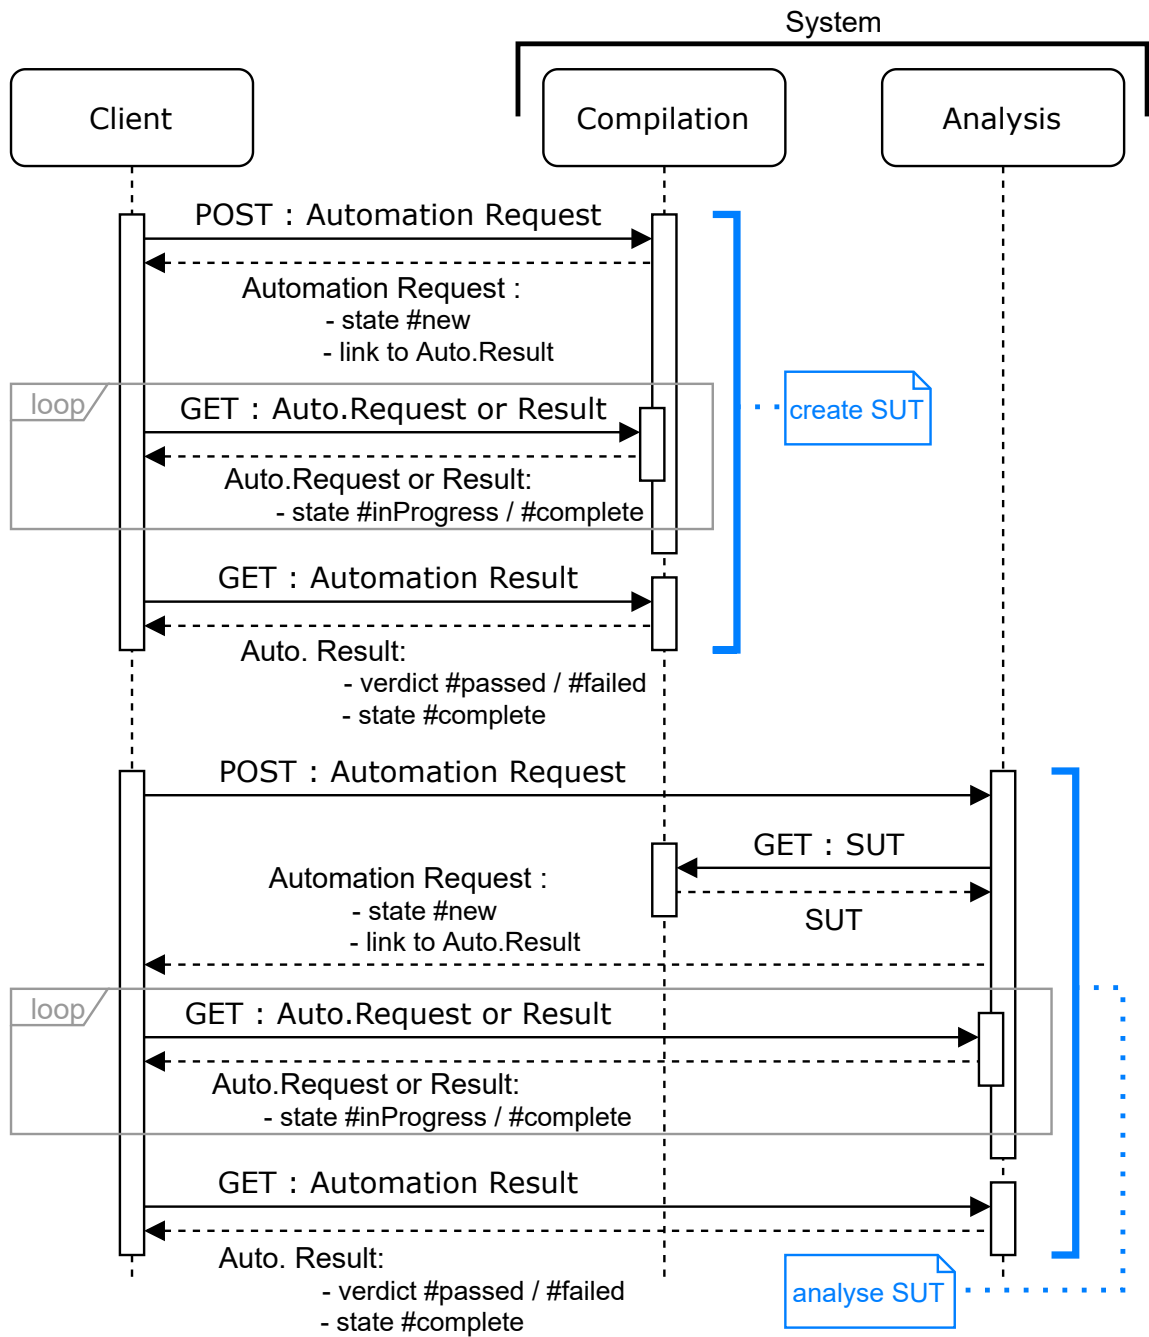 System
Client
Compilation
Analysis
POST : Automation Request
Automation Request :
- state #new
- link to Auto.Result
loop
GET : Auto.Request or Result
create SUT
Auto.Request or Result:
- state #inProgress / #complete
GET : Automation Result
Auto. Result:
- verdict #passed / #failed
- state #complete
POST : Automation Request
GET : SUT
Automation Request :
- state #new
SUT
- link to Auto.Result
loop
GET : Auto.Request or Result
Auto.Request or Result:
- state #inProgress / #complete
GET : Automation Result
Auto. Result:
- verdict #passed / #failed
analyse SUT
- state #complete